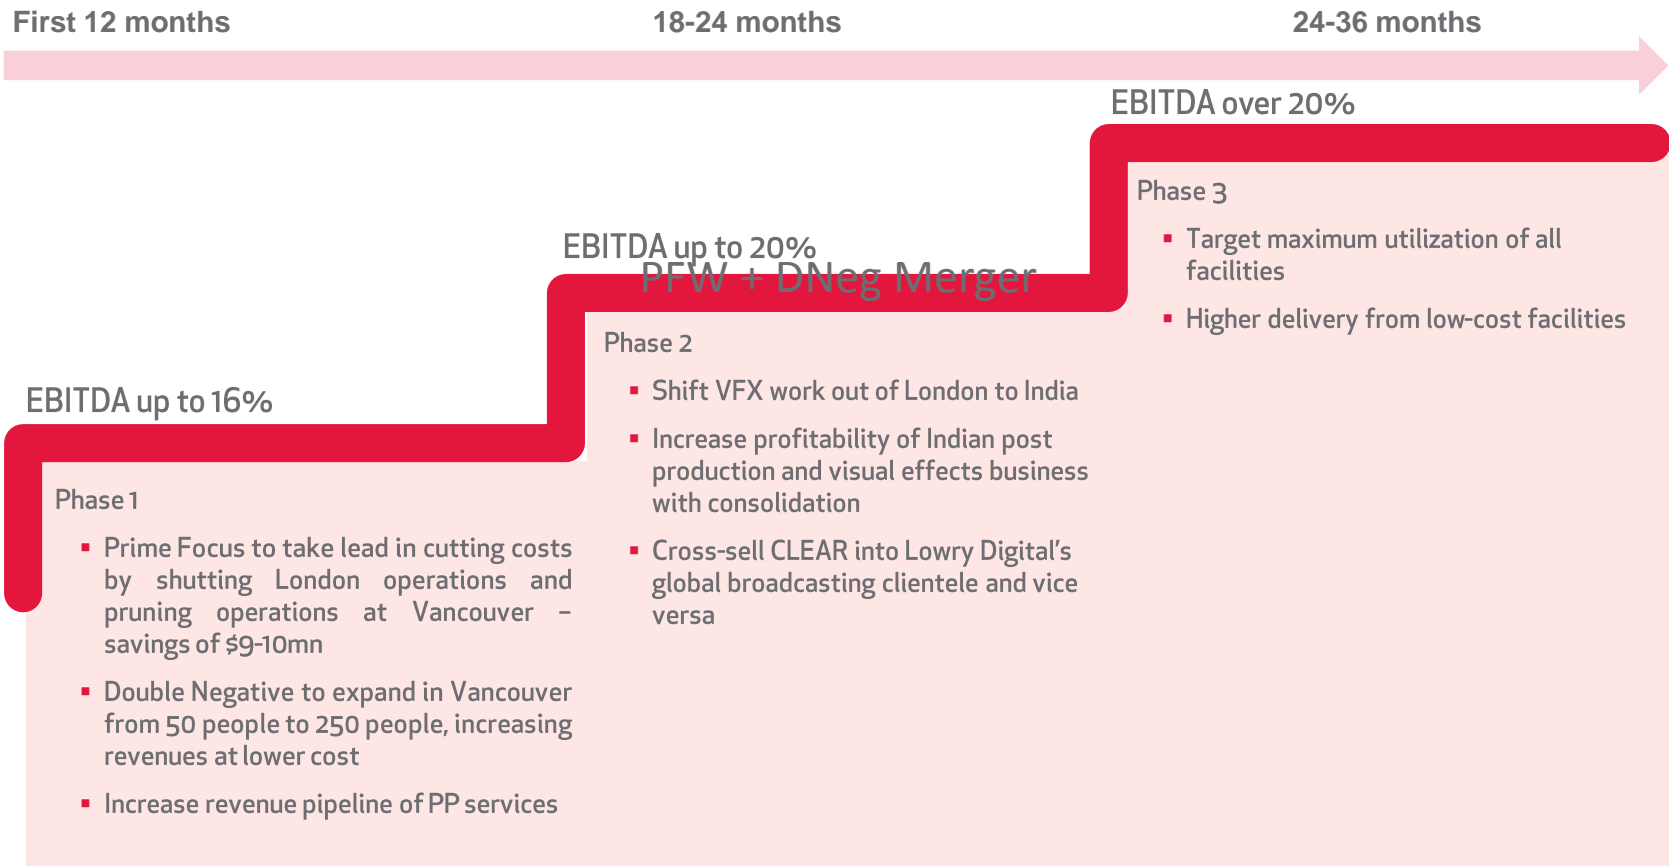 First 12 months
18-24 months
24-36 months
EBITDA over 20%
Phase 3
Target maximum utilization of all
facilities
Higher delivery from low-cost facilities
EBITDA up to 20%
PFW + DNeg Merger
Phase 2
Shift VFX work out of London to India
Increase profitability of Indian post
production and visual effects business
with consolidation
Cross-sell CLEAR into Lowry Digital’s
global broadcasting clientele and vice
versa
EBITDA up to 16%
Phase 1
Prime Focus to take lead in cutting costs
by shutting London operations and
pruning operations at Vancouver –
savings of $9-10mn
Double Negative to expand in Vancouver
from 50 people to 250 people, increasing
revenues at lower cost
Increase revenue pipeline of PP services